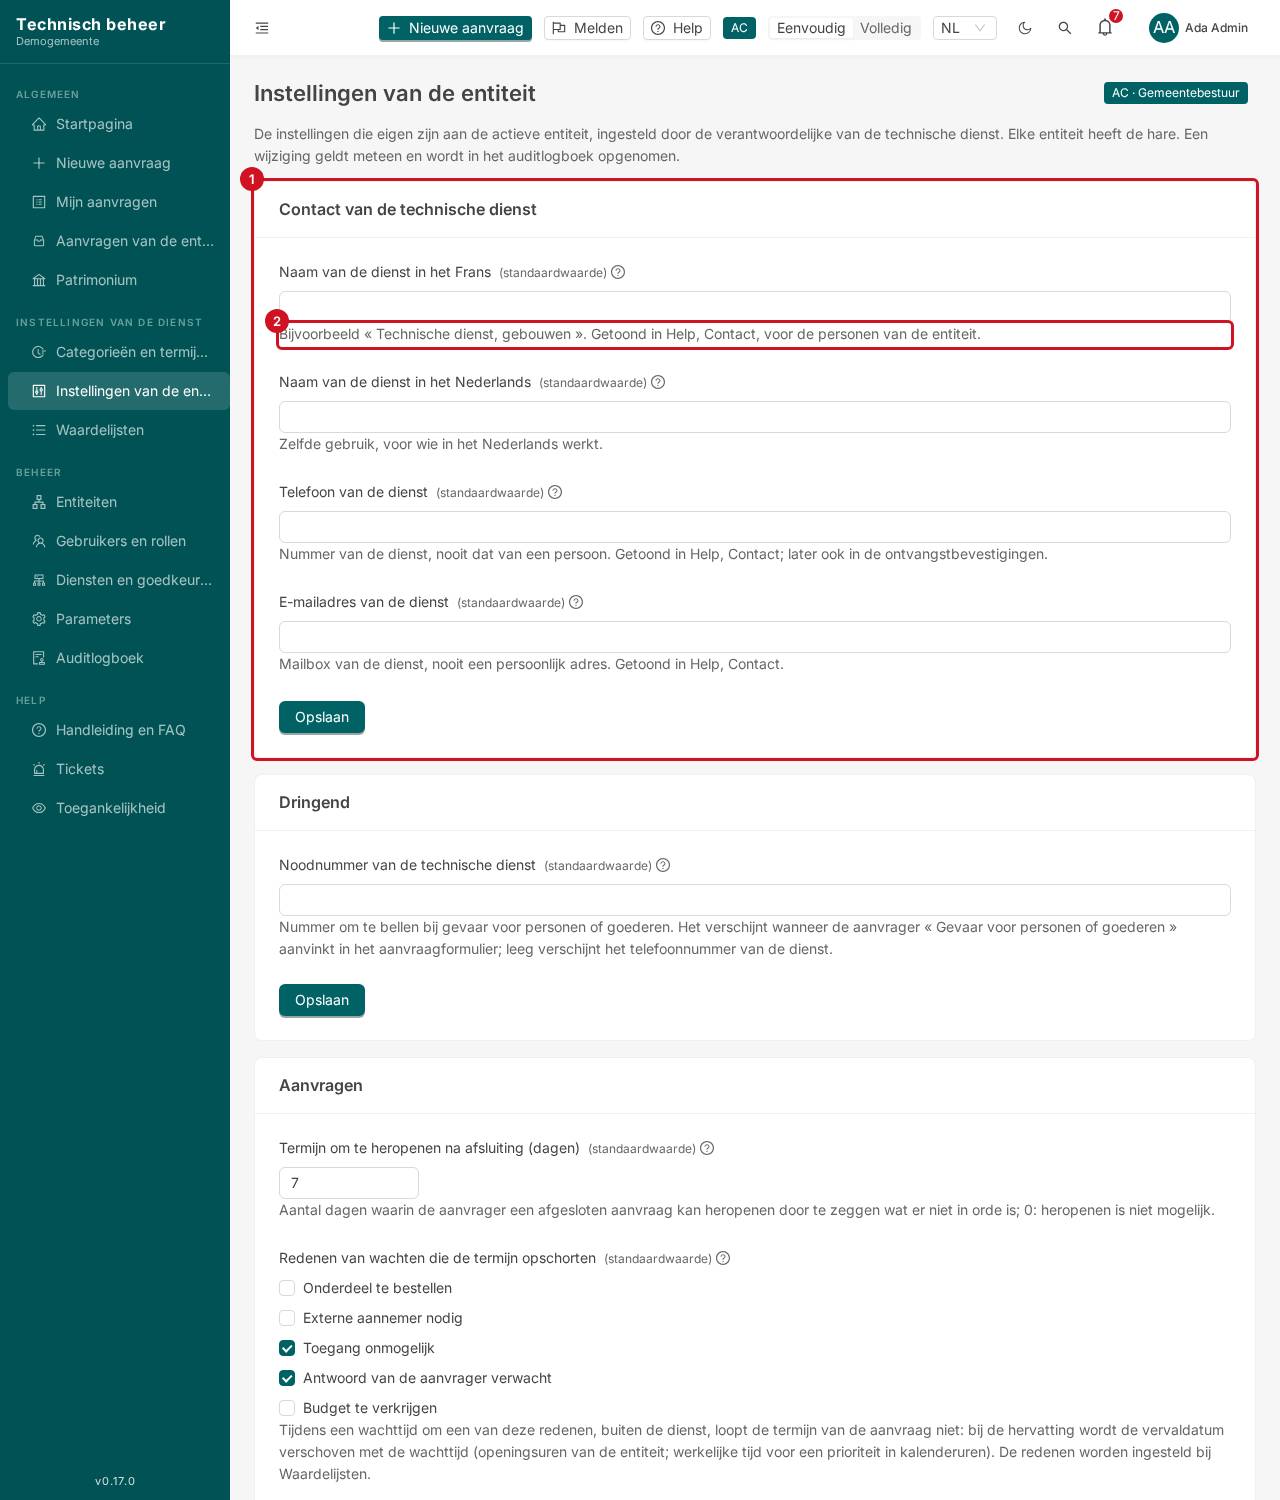 Technisch beheer
Demogemeente
ALGEMEEN
Startpagina
Nieuwe aanvraag
Mijn aanvragen
Aanvragen van de ent...
Patrimonium
INSTELLINGEN VAN DE DIENST
Categorieën en termij...
Instellingen van de en...
Waardelijsten
BEHEER
Entiteiten
Gebruikers en rollen
Diensten en goedkeur...
Parameters
Auditlogboek
HELP
Handleiding en FAQ
Tickets
Toegankelijkheid
v0.17.0
Nieuwe aanvraag
Melden
Help
AC
Eenvoudig
Volledig
NL
7
AA
Ada Admin
Instellingen van de entiteit
AC · Gemeentebestuur
De instellingen die eigen zijn aan de actieve entiteit, ingesteld door de verantwoordelijke van de technische dienst. Elke entiteit heeft de hare. Een
wijziging geldt meteen en wordt in het auditlogboek opgenomen.
1
Contact van de technische dienst
Naam van de dienst in het Frans (standaardwaarde)
2
Bijvoorbeeld « Technische dienst, gebouwen ». Getoond in Help, Contact, voor de personen van de entiteit.
Naam van de dienst in het Nederlands (standaardwaarde)
Zelfde gebruik, voor wie in het Nederlands werkt.
Telefoon van de dienst (standaardwaarde)
Nummer van de dienst, nooit dat van een persoon. Getoond in Help, Contact; later ook in de ontvangstbevestigingen.
E-mailadres van de dienst (standaardwaarde)
Mailbox van de dienst, nooit een persoonlijk adres. Getoond in Help, Contact.
Opslaan
Dringend
Noodnummer van de technische dienst (standaardwaarde)
Nummer om te bellen bij gevaar voor personen of goederen. Het verschijnt wanneer de aanvrager « Gevaar voor personen of goederen »
aanvinkt in het aanvraagformulier; leeg verschijnt het telefoonnummer van de dienst.
Opslaan
Aanvragen
Termijn om te heropenen na afsluiting (dagen) (standaardwaarde)
7
Aantal dagen waarin de aanvrager een afgesloten aanvraag kan heropenen door te zeggen wat er niet in orde is; 0: heropenen is niet mogelijk.
Redenen van wachten die de termijn opschorten (standaardwaarde)
Onderdeel te bestellen
Externe aannemer nodig
Toegang onmogelijk
Antwoord van de aanvrager verwacht
Budget te verkrijgen
Tijdens een wachttijd om een van deze redenen, buiten de dienst, loopt de termijn van de aanvraag niet: bij de hervatting wordt de vervaldatum
verschoven met de wachttijd (openingsuren van de entiteit; werkelijke tijd voor een prioriteit in kalenderuren). De redenen worden ingesteld bij
Waardelijsten.